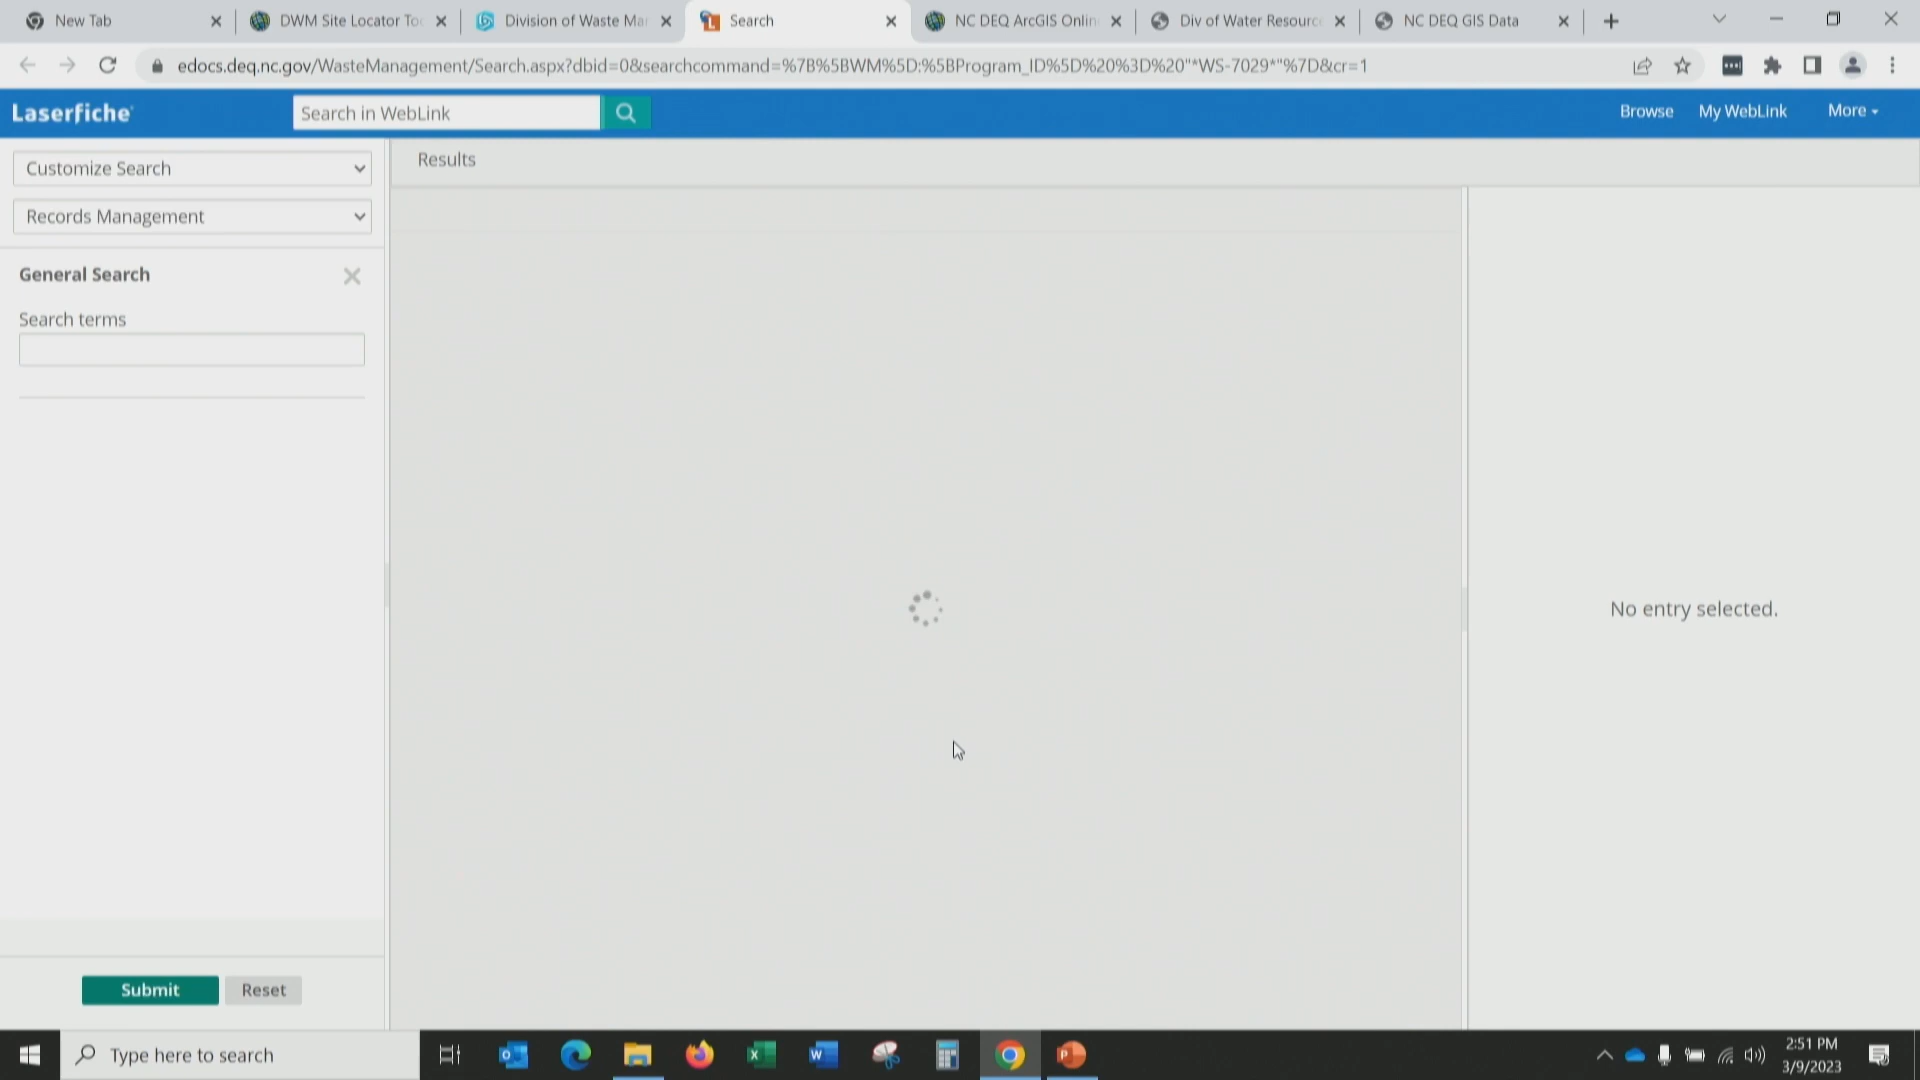 New Tab
DWM Site Locator To
Division of Waste Ma
Search
NC DEQ ArcGIS Onlin
Div of Water Resourc
NC DEQ GIS Data
edocs.deq.nc.gov/WasteManagement/Search.aspx?dbid=0&searchcommand=%7B%5BWM%5D:%5BProgram_ID%5D%20%3D%20"*WS-7029*"%7D&cr=1
Laserfiche
Search in WebLink
Browse
My WebLink
More
Customize Search
Results
Records Management
General Search
Search terms
No entry selected.
Submit
Reset
Type here to search
2:51 PM
3/9/2023